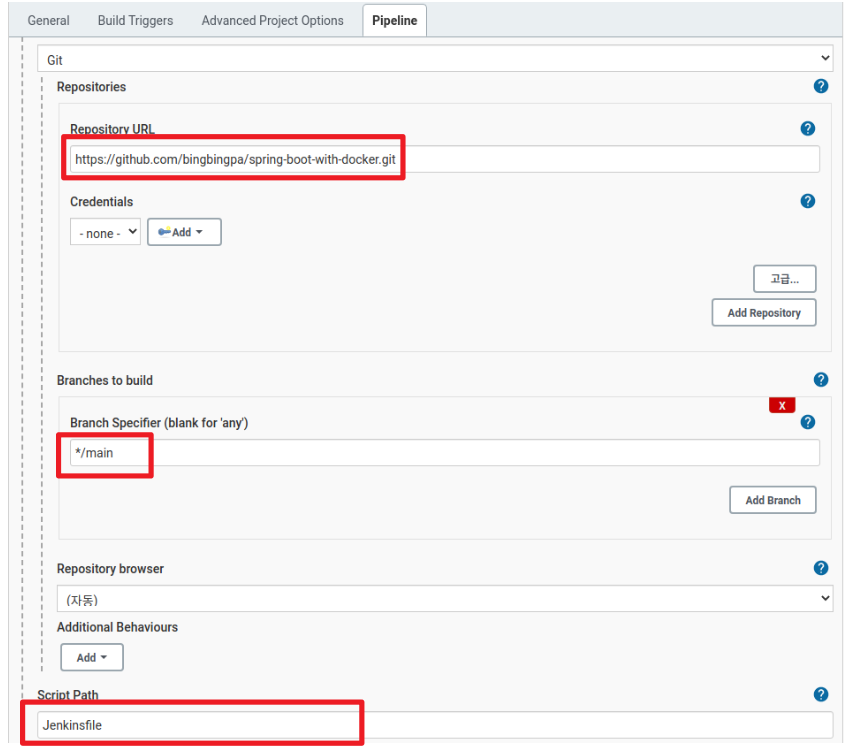 General Build Triggers Advanced Project Options Pipeline
Git
Repositories
Repository URL
https://github.com/bingbingpa/spring-boot-with-docker.git
Credentials
- none - Add
고급...
Add Repository
Branches to build
X
Branch Specifier (blank for 'any')
*/main
Add Branch
Repository browser
(자동)
Additional Behaviours
Add
Script Path
Jenkinsfile